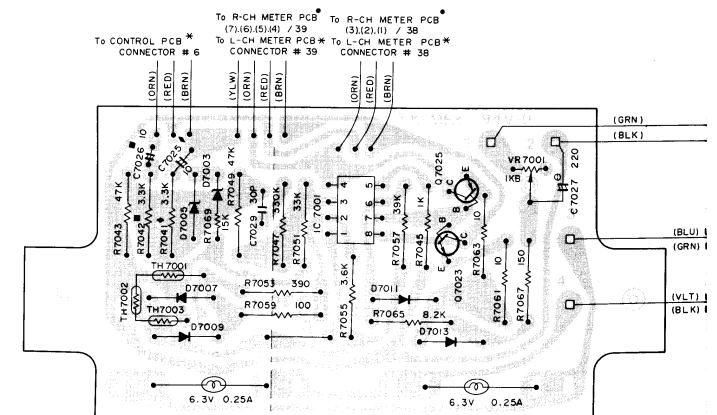 To R-CH METER PCB●
(7).(6).(5).(4) / 39
To R-CH METER PCB●
(3).(2).(1) / 38
To CONTROL PCB*
CONNECTOR # 6
To L-CH METER PCB*
CONNECTOR # 39
To L-CH METER PCB*
CONNECTOR # 38
(ORN)
(RED)
(BRN)
(YLW)
(ORN)
(RED)
(BRN)
(ORN)
(RED)
(BRN)
(GRN)
(BLK)
C7026
10
C7025
10
D7003
47K
R7049
30P
C7029
330K
R7047
33K
R7051
47K
R7043
3.3K
R7042
3.3K
R7041
D7005
R7069
15K
IC 7001
4
3
2
1
5
6
7
8
39K
R7057
1K
R7045
Q7025
C
E
B
B
C
E
Q7023
10
R7063
VR7001
1KB
220
C7027
10
R7061
150
R7067
(BLU)
(GRN)
(VLT)
(BLK)
TH7001
TH7002
TH7003
D7007
D7009
R7053
390
R7059
100
3.6K
R7055
D7011
R7065
8.2K
D7013
6.3V 0.25A
6.3V 0.25A